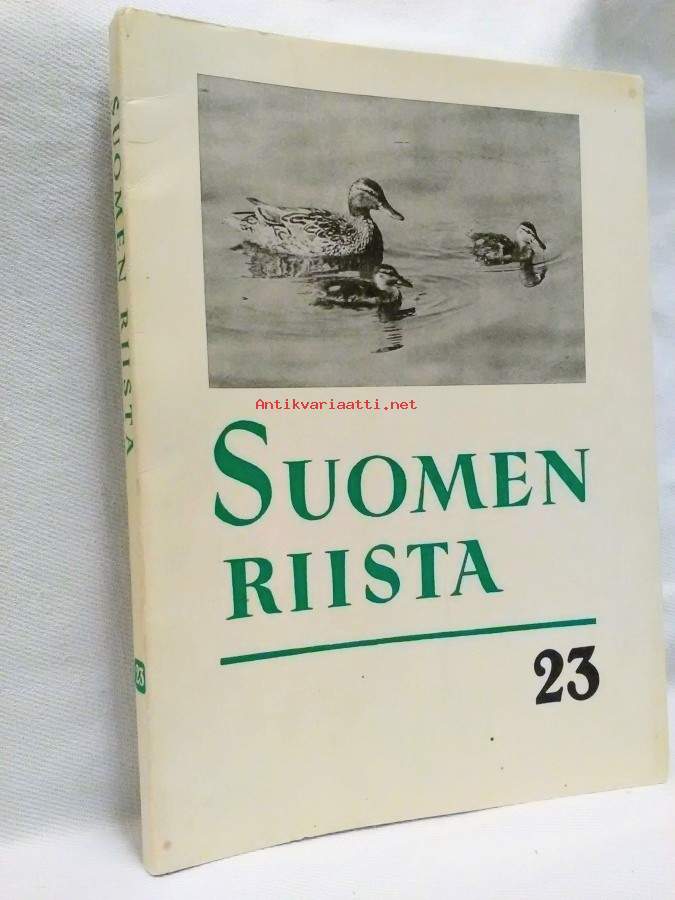 SUOMEN RIISTA
23
Antikvariaatti.net
SUOMEN
RIISTA
23